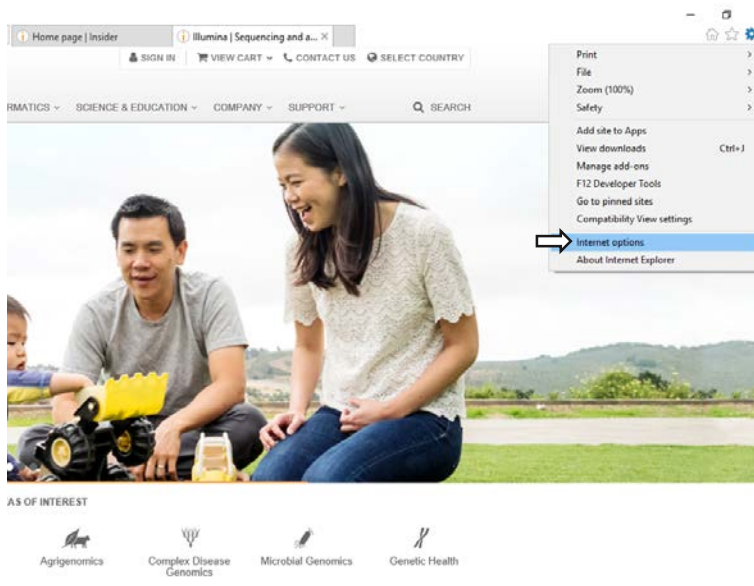 Home page | Insider
Illumina | Sequencing and a... ×
SIGN IN
VIEW CART
CONTACT US
SELECT COUNTRY
RMATICS
SCIENCE & EDUCATION
COMPANY
SUPPORT
SEARCH
Print
File
Zoom (100%)
Safety
Add site to Apps
View downloads Ctrl+J
Manage add-ons
F12 Developer Tools
Go to pinned sites
Compatibility View settings
Internet options
About Internet Explorer
AS OF INTEREST
Agrigenomics
Complex Disease
Genomics
Microbial Genomics
Genetic Health